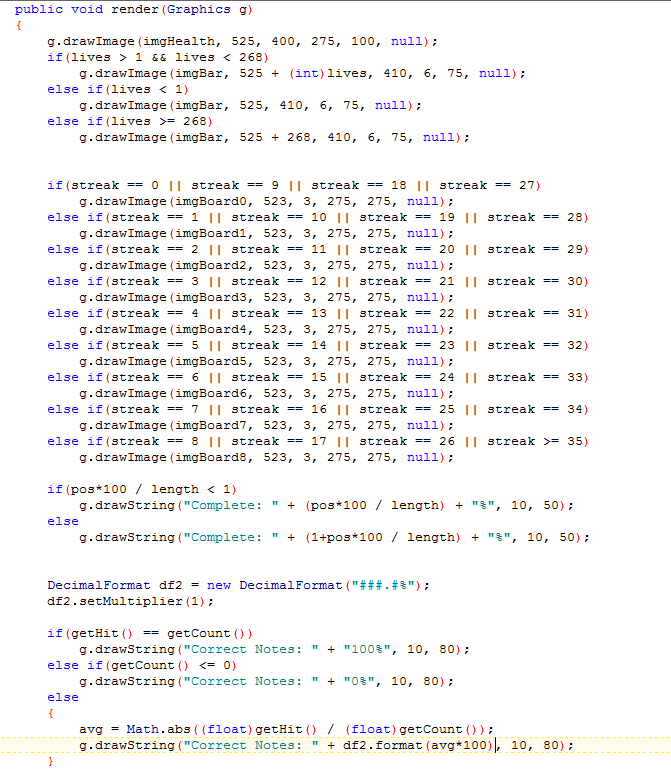 public void render(Graphics g)
{
    g.drawImage(imgHealth, 525, 400, 275, 100, null);
    if(lives > 1 && lives < 268)
        g.drawImage(imgBar, 525 + (int)lives, 410, 6, 75, null);
    else if(lives < 1)
        g.drawImage(imgBar, 525, 410, 6, 75, null);
    else if(lives >= 268)
        g.drawImage(imgBar, 525 + 268, 410, 6, 75, null);
    if(streak == 0 || streak == 9 || streak == 18 || streak == 27)
        g.drawImage(imgBoard0, 523, 3, 275, 275, null);
    else if(streak == 1 || streak == 10 || streak == 19 || streak == 28)
        g.drawImage(imgBoard1, 523, 3, 275, 275, null);
    else if(streak == 2 || streak == 11 || streak == 20 || streak == 29)
        g.drawImage(imgBoard2, 523, 3, 275, 275, null);
    else if(streak == 3 || streak == 12 || streak == 21 || streak == 30)
        g.drawImage(imgBoard3, 523, 3, 275, 275, null);
    else if(streak == 4 || streak == 13 || streak == 22 || streak == 31)
        g.drawImage(imgBoard4, 523, 3, 275, 275, null);
    else if(streak == 5 || streak == 14 || streak == 23 || streak == 32)
        g.drawImage(imgBoard5, 523, 3, 275, 275, null);
    else if(streak == 6 || streak == 15 || streak == 24 || streak == 33)
        g.drawImage(imgBoard6, 523, 3, 275, 275, null);
    else if(streak == 7 || streak == 16 || streak == 25 || streak == 34)
        g.drawImage(imgBoard7, 523, 3, 275, 275, null);
    else if(streak == 8 || streak == 17 || streak == 26 || streak >= 35)
        g.drawImage(imgBoard8, 523, 3, 275, 275, null);
    if(pos*100 / length < 1)
        g.drawString("Complete: " + (pos*100 / length) + "%", 10, 50);
    else
        g.drawString("Complete: " + (1+pos*100 / length) + "%", 10, 50);
    DecimalFormat df2 = new DecimalFormat("###.#%");
    df2.setMultiplier(1);
    if(getHit() == getCount())
        g.drawString("Correct Notes: " + "100%", 10, 80);
    else if(getCount() <= 0)
        g.drawString("Correct Notes: " + "0%", 10, 80);
    else
    {
        avg = Math.abs((float)getHit() / (float)getCount());
        g.drawString("Correct Notes: " + df2.format(avg*100), 10, 80);
    }